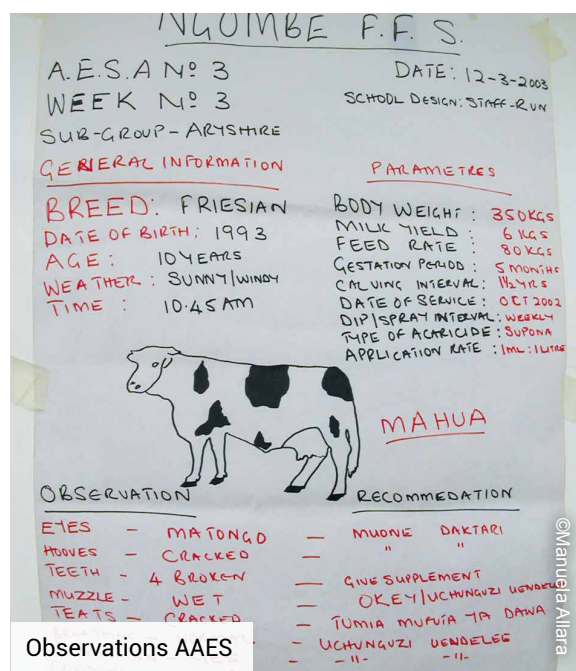 NGOMBE F.F.S.
A.E.S.A Nº 3
DATE: 12-3-2003
WEEK Nº 3
SCHOOL DESIGN: STAFF-RUN
SUB-GROUP-ARYSHIRE
GENERAL INFORMATION
PARAMETRES
BREED: FRIESIAN
DATE OF BIRTH: 1993
AGE: 10 YEARS
WEATHER: SUNNY/WINDY
TIME: 10.45 AM
BODY WEIGHT: 350KGS
MILK YIELD: 6 KGS
FEED RATE: 80KGS
GESTATION PERIOD: 5 MONTHS
CALVING INTERVAL: 1½ YRS
DATE OF SERVICE: OCT 2002
DIP/SPRAY INTERVAL: WEEKLY
TYPE OF ACARICIDE: SUPONA
APPLICATION RATE: 1ML:1LITRE
MAHUA
OBSERVATION RECOMMEDATION
EYES - MATONGO - MUONE DAKTARI
HOOVES - CRACKED - " "
TEETH - 4 BROKEN - GIVE SUPPLEMENT
MUZZLE - WET - OKEY/UCHUNGUZI UENDELEE
TEATS - CRACKED - TUMIA MUFUTA YA DAWA
- UCHUNGUZI UENDELEE
- -"- -"-
Observations AAES
©Manuela Allara